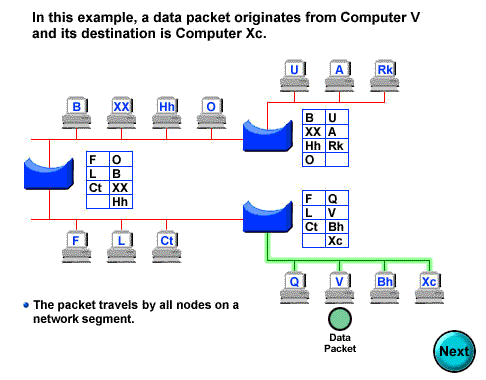 In this example, a data packet originates from Computer V
and its destination is Computer Xc.
U A Rk
B XX Hh O
B U
XX A
Hh Rk
O
F O
L B
Ct XX
Hh
F Q
L V
Ct Bh
Xc
F L Ct
Q V Bh Xc
The packet travels by all nodes on a
network segment.
Data
Packet
Next